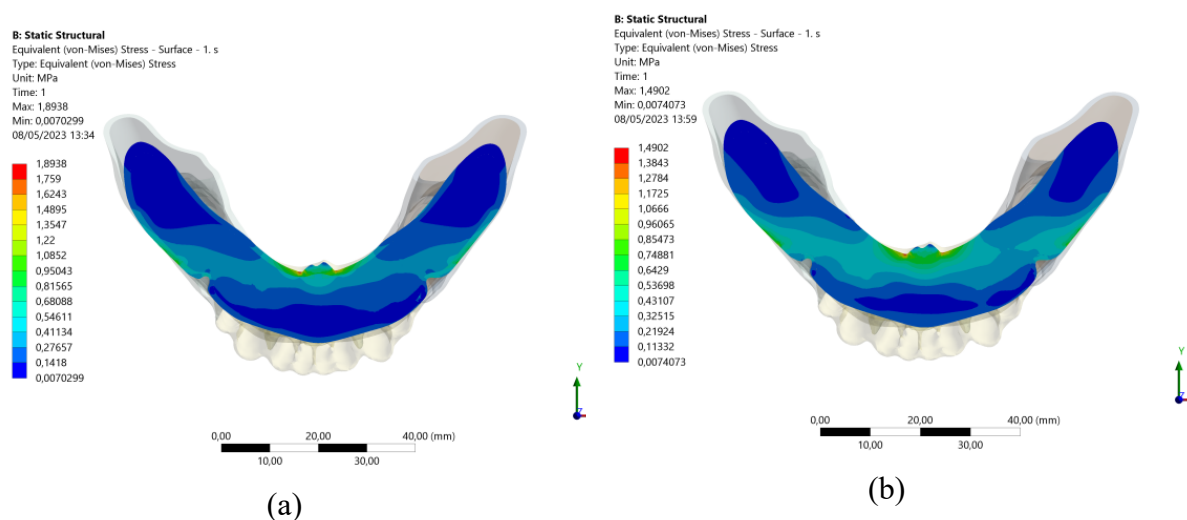 B: Static Structural
Equivalent (von-Mises) Stress - Surface - 1. s
Type: Equivalent (von-Mises) Stress
Unit: MPa
Time: 1
Max: 1,8938
Min: 0,0070299
08/05/2023 13:34
1,8938
1,759
1,6243
1,4895
1,3547
1,22
1,0852
0,95043
0,81565
0,68088
0,54611
0,41134
0,27657
0,1418
0,0070299
Y
Z
0,00 20,00 40,00 (mm)
10,00 30,00
(a)
B: Static Structural
Equivalent (von-Mises) Stress - Surface - 1. s
Type: Equivalent (von-Mises) Stress
Unit: MPa
Time: 1
Max: 1,4902
Min: 0,0074073
08/05/2023 13:59
1,4902
1,3843
1,2784
1,1725
1,0666
0,96065
0,85473
0,74881
0,6429
0,53698
0,43107
0,32515
0,21924
0,11332
0,0074073
Y
Z
0,00 20,00 40,00 (mm)
10,00 30,00
(b)